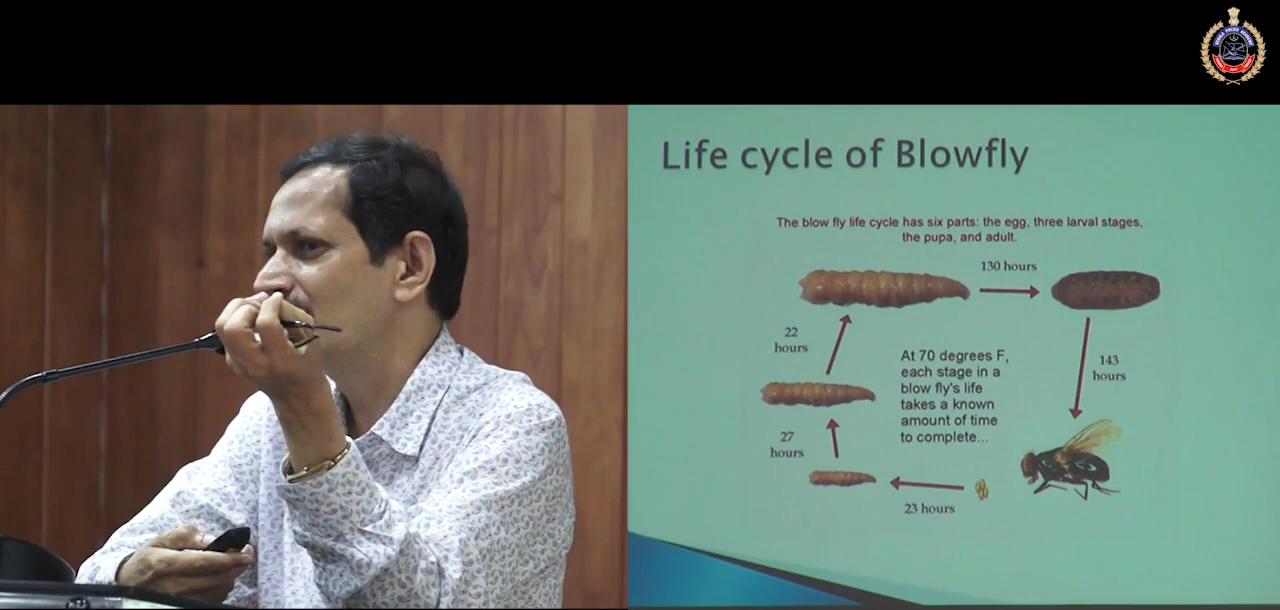 Life cycle of Blowfly
The blow fly life cycle has six parts: the egg, three larval stages,
the pupa, and adult.
130 hours
22
hours
At 70 degrees F,
each stage in a
blow fly's life
takes a known
amount of time
to complete...
143
hours
27
hours
23 hours